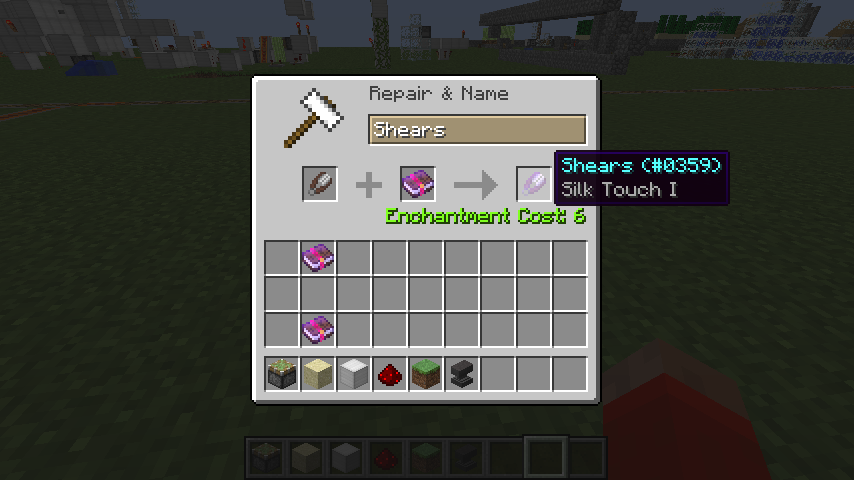 Repair & Name
Shears
Shears (#0359)
Silk Touch I
Enchantment Cost: 6